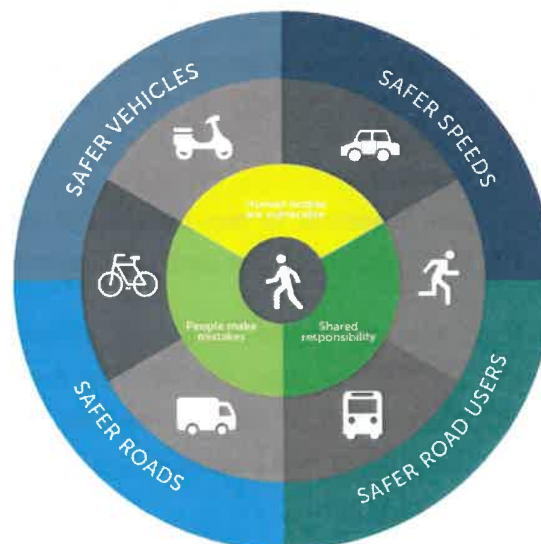 SAFER VEHICLES
SAFER SPEEDS
Human bodies
are vulnerable
People make
mistakes
Shared
responsibility
SAFER ROADS
SAFER ROAD USERS